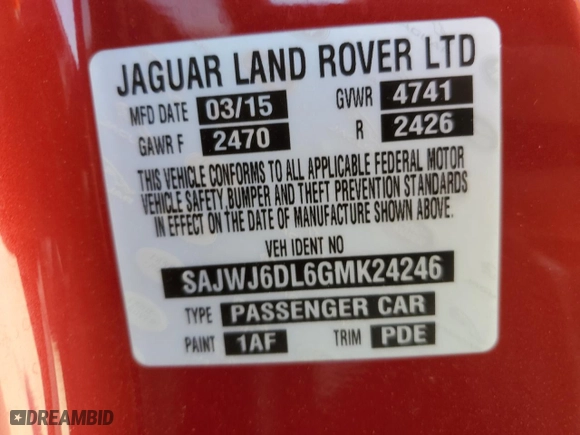 JAGUAR LAND ROVER LTD
MFD DATE 03/15 GVWR 4741
GAWR F 2470 R 2426
THIS VEHICLE CONFORMS TO ALL APPLICABLE FEDERAL MOTOR
VEHICLE SAFETY,BUMPER AND THEFT PREVENTION STANDARDS
IN EFFECT ON THE DATE OF MANUFACTURE SHOWN ABOVE.
VEH IDENT NO
SAJWJ6DL6GMK24246
TYPE PASSENGER CAR
PAINT 1AF TRIM PDE
DREAMBID